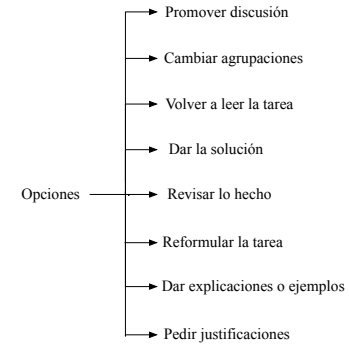 Promover discusión
Cambiar agrupaciones
Volver a leer la tarea
Dar la solución
Opciones
Revisar lo hecho
Reformular la tarea
Dar explicaciones o ejemplos
Pedir justificaciones